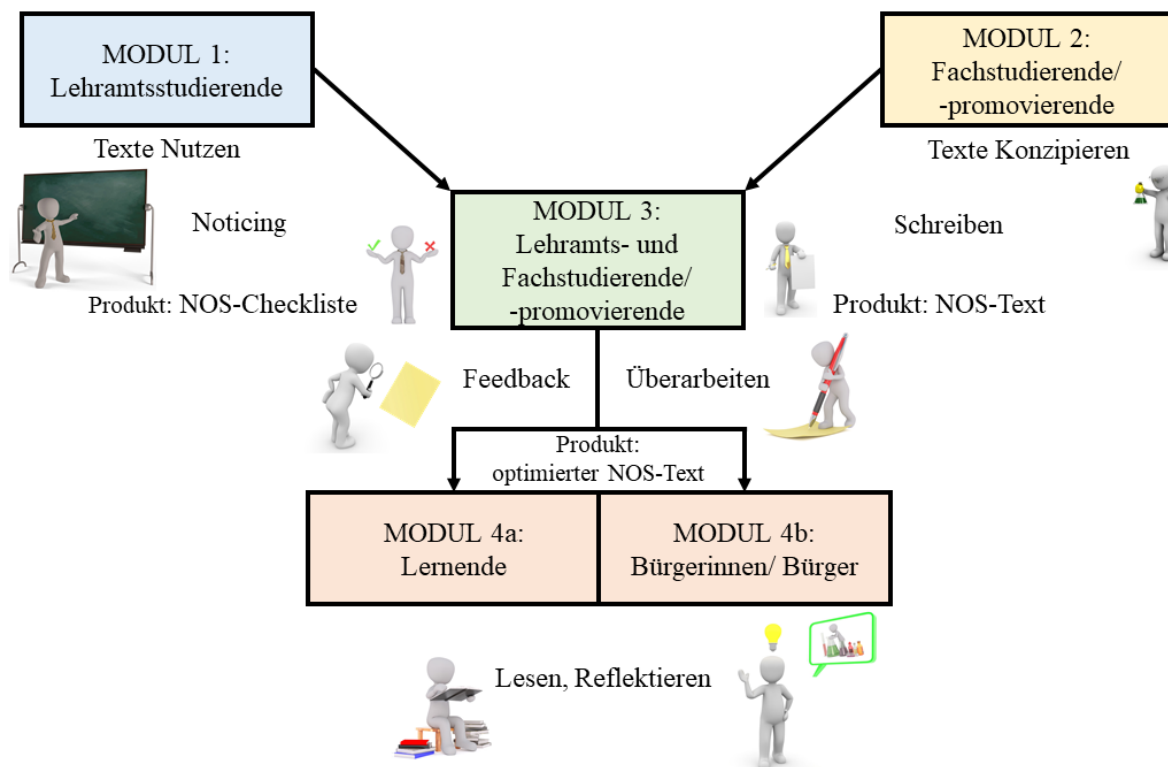 MODUL 1:
Lehramtsstudierende
MODUL 2:
Fachstudierende/
-promovierende
Texte Nutzen
Texte Konzipieren
Noticing
Schreiben
MODUL 3:
Lehramts- und
Fachstudierende/
-promovierende
Produkt: NOS-Checkliste
Produkt: NOS-Text
Feedback
Überarbeiten
Produkt:
optimierter NOS-Text
MODUL 4a:
Lernende
MODUL 4b:
Bürgerinnen/ Bürger
Lesen, Reflektieren